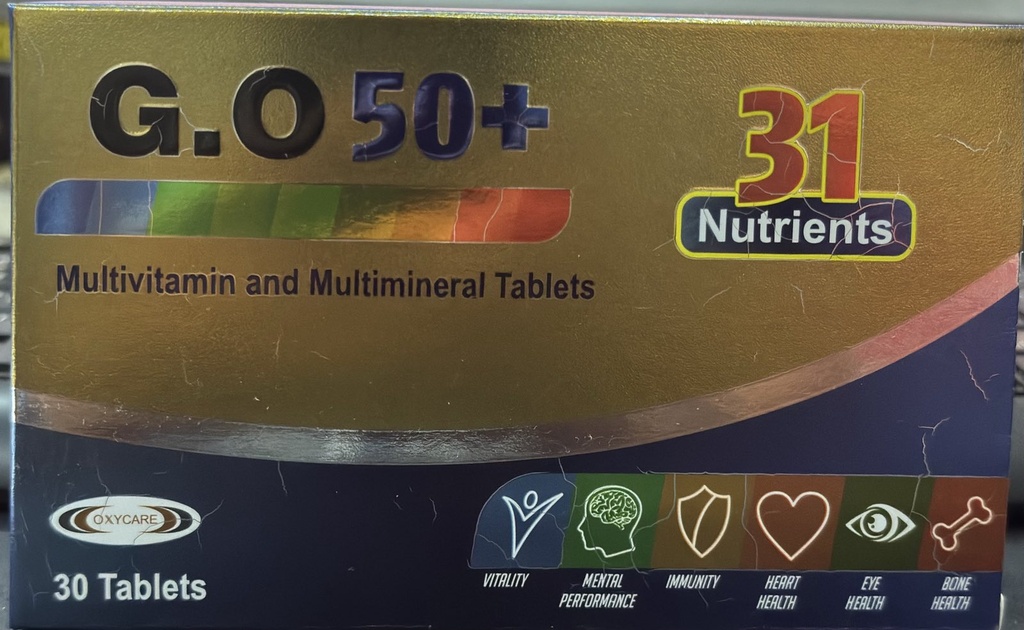 G.O 50+
31
Nutrients
Multivitamin and Multimineral Tablets
OXYCARE
30 Tablets
VITALITY
MENTAL
PERFORMANCE
IMMUNITY
HEART
HEALTH
EYE
HEALTH
BONE
HEALTH